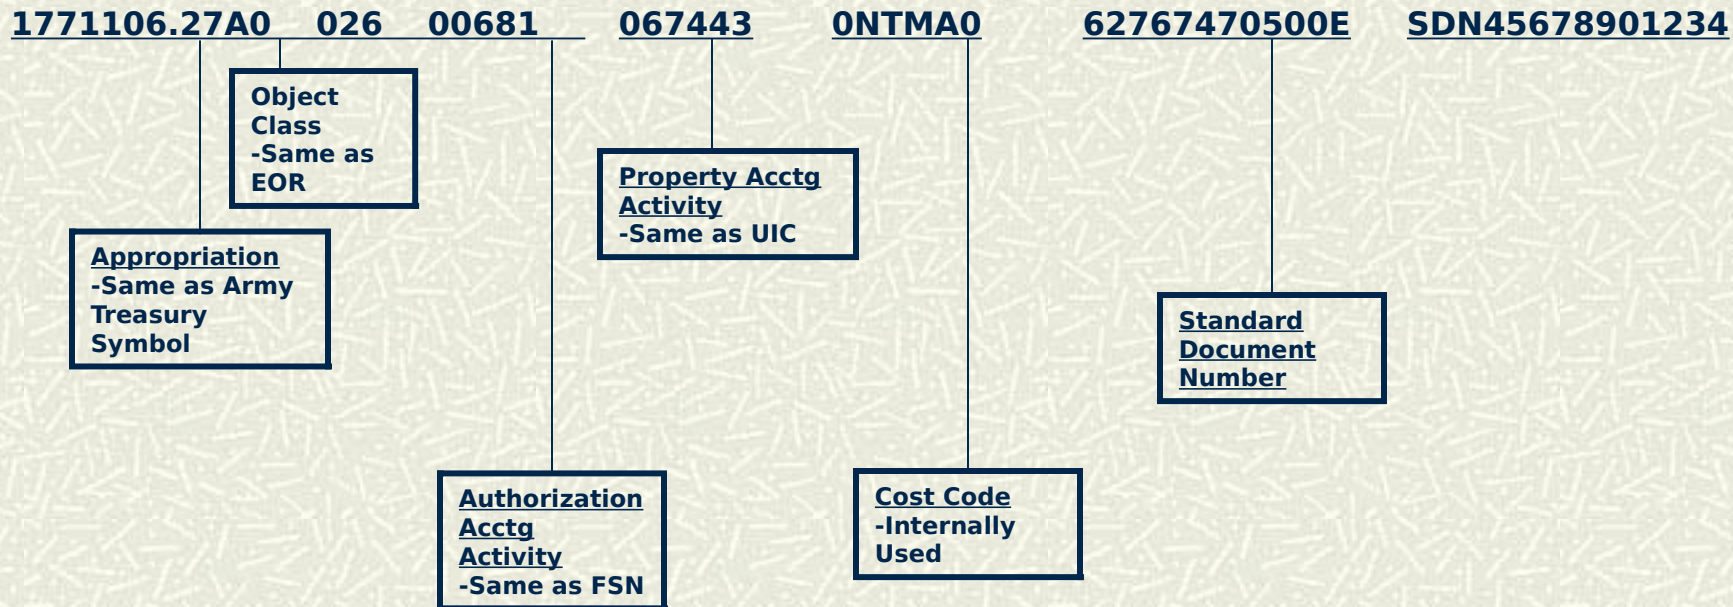 1771106.27A0 026 00681 067443 0NTMA0 62767470500E SDN45678901234
Object
Class
-Same as
EOR
Property Acctg
Activity
-Same as UIC
Appropriation
-Same as Army
Treasury
Symbol
Standard
Document
Number
Authorization
Acctg
Activity
-Same as FSN
Cost Code
-Internally
Used